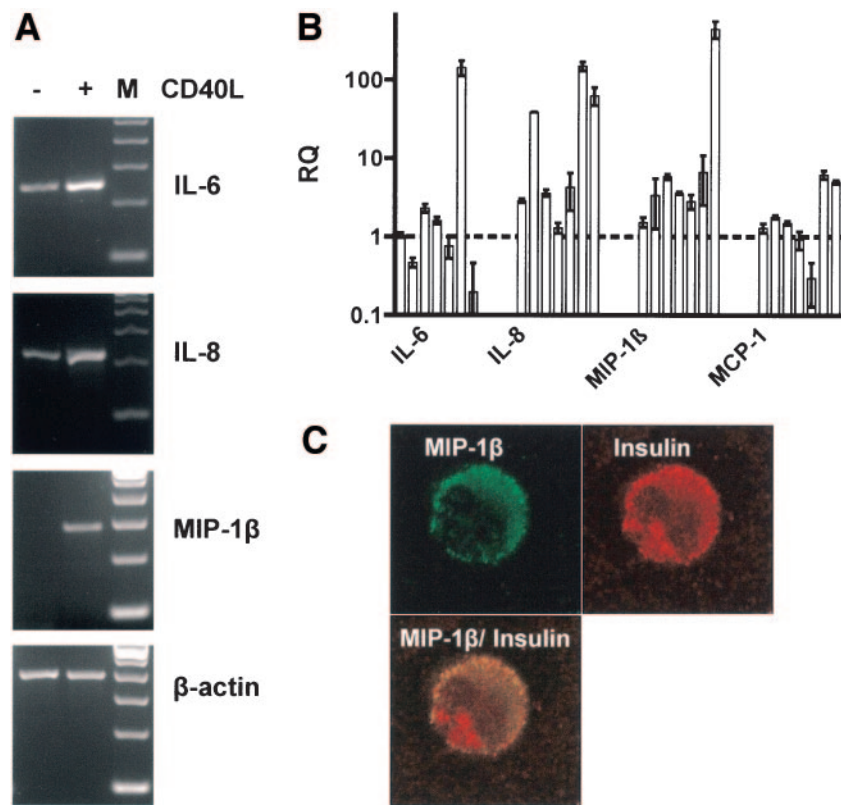 A
- + M CD40L
IL-6
IL-8
MIP-1β
β-actin
B
RQ
100
10
1
0.1
IL-6
IL-8
MIP-1ß
MCP-1
C
MIP-1β
Insulin
MIP-1β/ Insulin